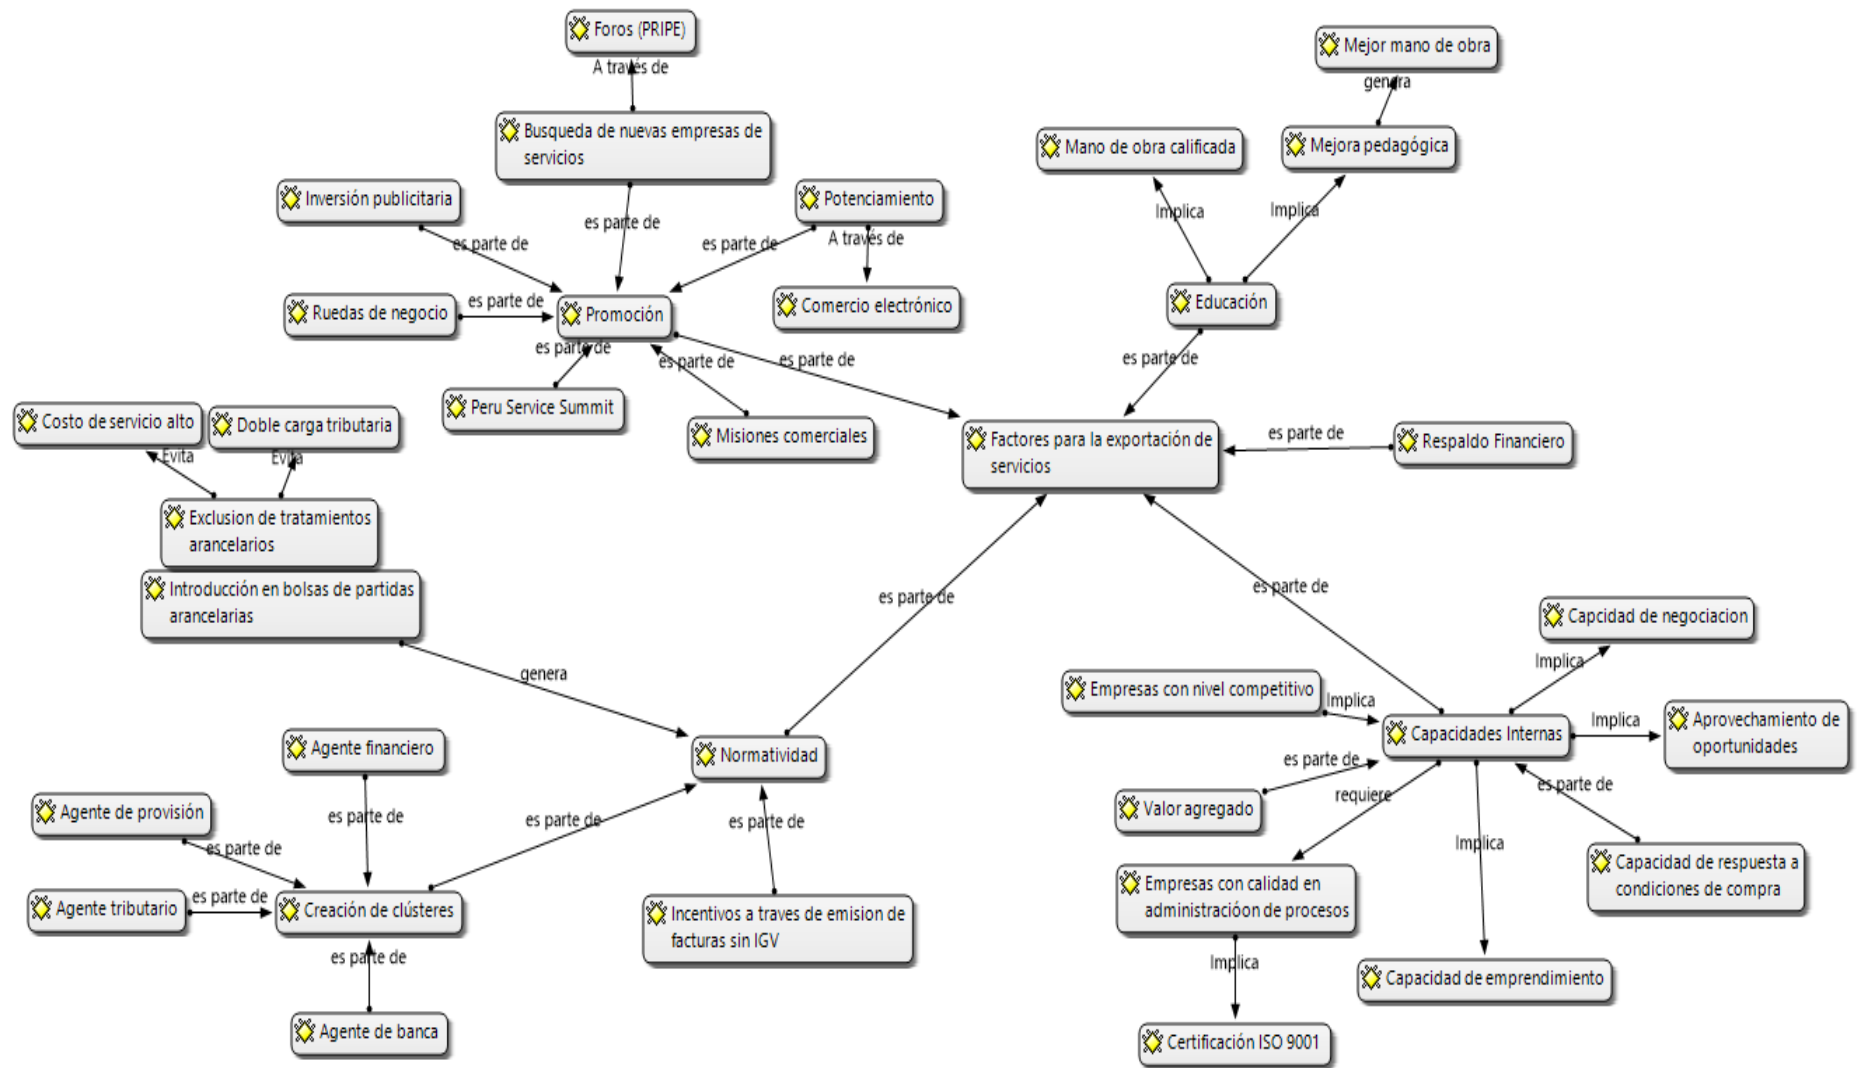 Foros (PRIPE)
A través de
Busqueda de nuevas empresas de
servicios
es parte de
Inversión publicitaria
es parte de
Potenciamiento
es parte de
A través de
Comercio electrónico
Ruedas de negocio
es parte de
Promoción
es parte de
Peru Service Summit
es parte de
Misiones comerciales
es parte de
Mejor mano de obra
genera
Mano de obra calificada
Mejora pedagógica
Implica
Implica
Educación
es parte de
Factores para la exportación de
servicios
es parte de
Respaldo Financiero
Costo de servicio alto
Doble carga tributaria
Evita
Evita
Exclusion de tratamientos
arancelarios
Introducción en bolsas de partidas
arancelarias
genera
es parte de
Normatividad
Agente financiero
es parte de
Agente de provisión
es parte de
Agente tributario
es parte de
Creación de clústeres
es parte de
es parte de
Agente de banca
es parte de
Incentivos a traves de emision de
facturas sin IGV
es parte de
Capcidad de negociacion
Implica
Empresas con nivel competitivo
Implica
Capacidades Internas
Implica
Aprovechamiento de
oportunidades
es parte de
Valor agregado
requiere
Implica
es parte de
Capacidad de respuesta a
condiciones de compra
Empresas con calidad en
administracióon de procesos
Implica
Capacidad de emprendimiento
Certificación ISO 9001